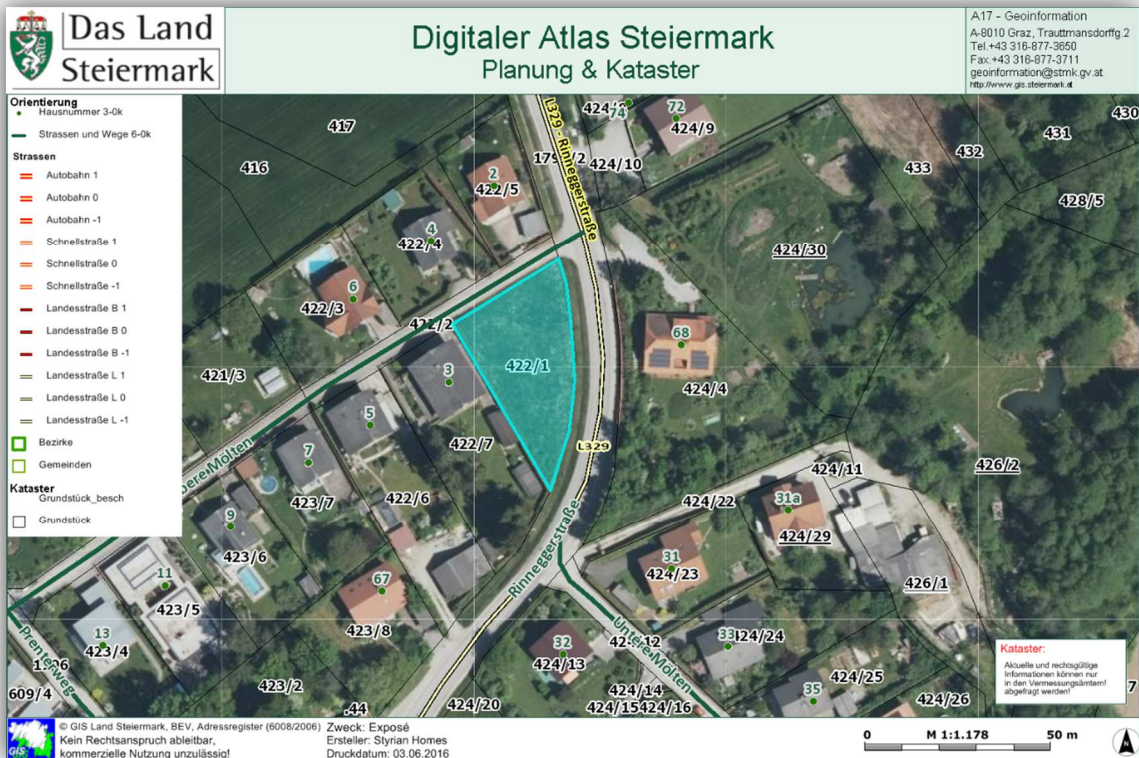 Das Land
Steiermark
Digitaler Atlas Steiermark
Planung & Kataster
A17 - Geoinformation
A-8010 Graz, Trauttmansdorffg.2
Tel.+43 316-877-3650
Fax.+43 316-877-3711
geoinformation@stmk.gv.at
http://www.gis.steiermark.at
Orientierung
Hausnummer 3-0k
Strassen und Wege 6-0k
Strassen
Autobahn 1
Autobahn 0
Autobahn -1
Schnellstraße 1
Schnellstraße 0
Schnellstraße -1
Landesstraße B 1
Landesstraße B 0
Landesstraße B -1
Landesstraße L 1
Landesstraße L 0
Landesstraße L -1
Bezirke
Gemeinden
Kataster
Grundstück_besch
Grundstück
417
416
L329 - Rinneggerstraße
74
72
424/9
424/10
430
431
432
433
428/5
2
422/5
4
422/4
424/30
6
422/3
422/2
422/1
68
424/4
421/3
3
5
422/7
L329
7
423/7
422/6
424/22
424/11
426/2
31a
424/29
9
423/6
Rinneggerstraße
31
424/23
426/1
11
423/5
67
423/8
13
423/4
Prenterweg
32
424/13
Untere-Mölten
33
424/24
609/4
423/2
.44
424/20
424/14
424/15
424/16
35
424/25
424/26
Kataster:
Aktuelle und rechtsgültige
Informationen können nur
in den Vermessungsämtern!
abgefragt werden!
GIS
© GIS Land Steiermark, BEV, Adressregister (6008/2006)
Kein Rechtsanspruch ableitbar,
kommerzielle Nutzung unzulässig!
Zweck: Exposé
Ersteller: Styrian Homes
Druckdatum: 03.06.2016
0 M 1:1.178 50 m
N